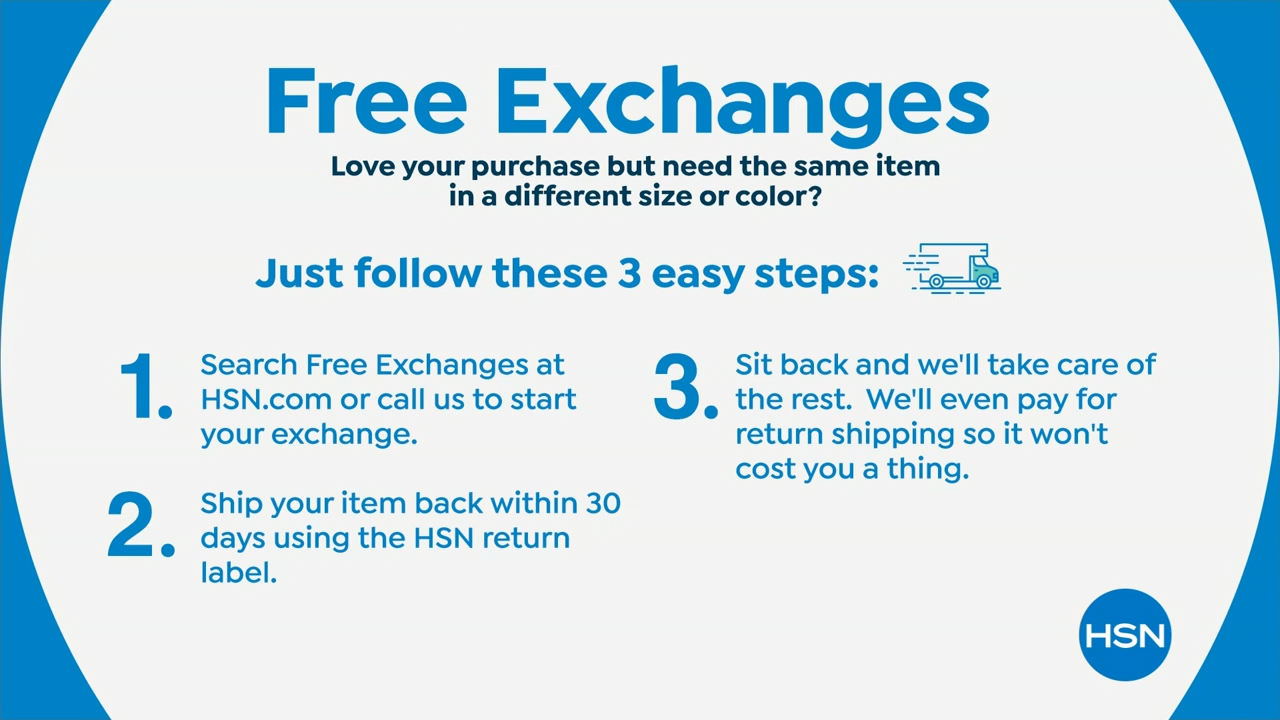 Free Exchanges
Love your purchase but need the same item
in a different size or color?
Just follow these 3 easy steps:
1. Search Free Exchanges at
HSN.com or call us to start
your exchange.
2. Ship your item back within 30
days using the HSN return
label.
3. Sit back and we'll take care of
the rest.  We'll even pay for
return shipping so it won't
cost you a thing.
HSN